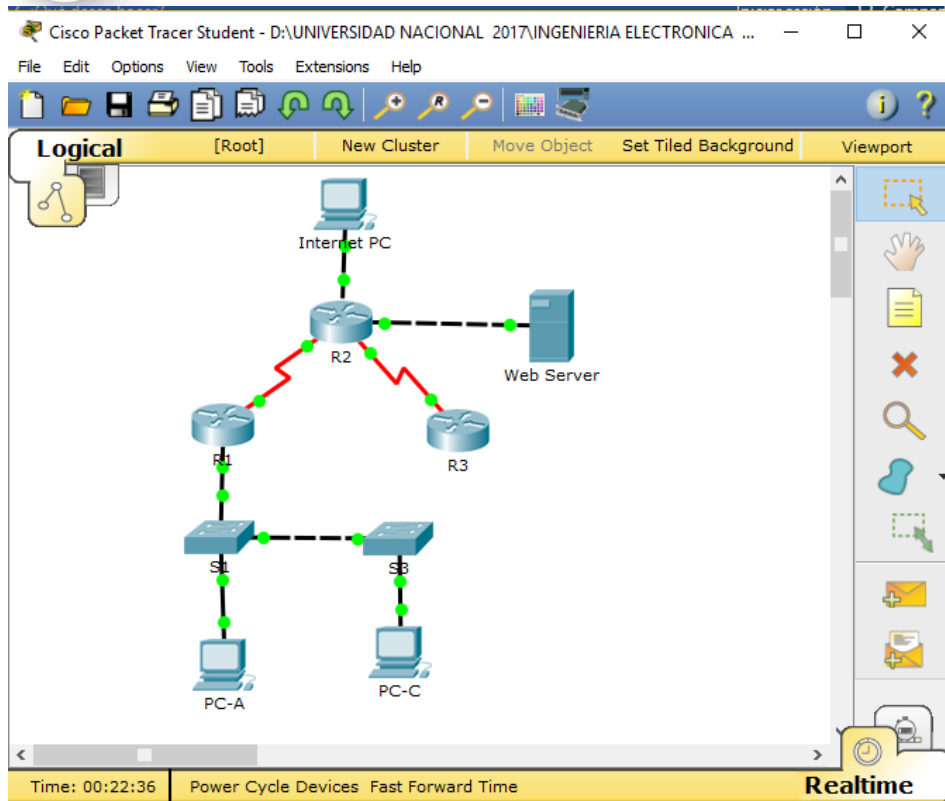 Cisco Packet Tracer Student - D:\UNIVERSIDAD NACIONAL 2017\INGENIERIA ELECTRONICA ...
File Edit Options View Tools Extensions Help
Logical [Root] New Cluster Move Object Set Tiled Background Viewport
Internet PC
R2
Web Server
R1
R3
S1
S3
PC-A
PC-C
Time: 00:22:36 Power Cycle Devices Fast Forward Time Realtime